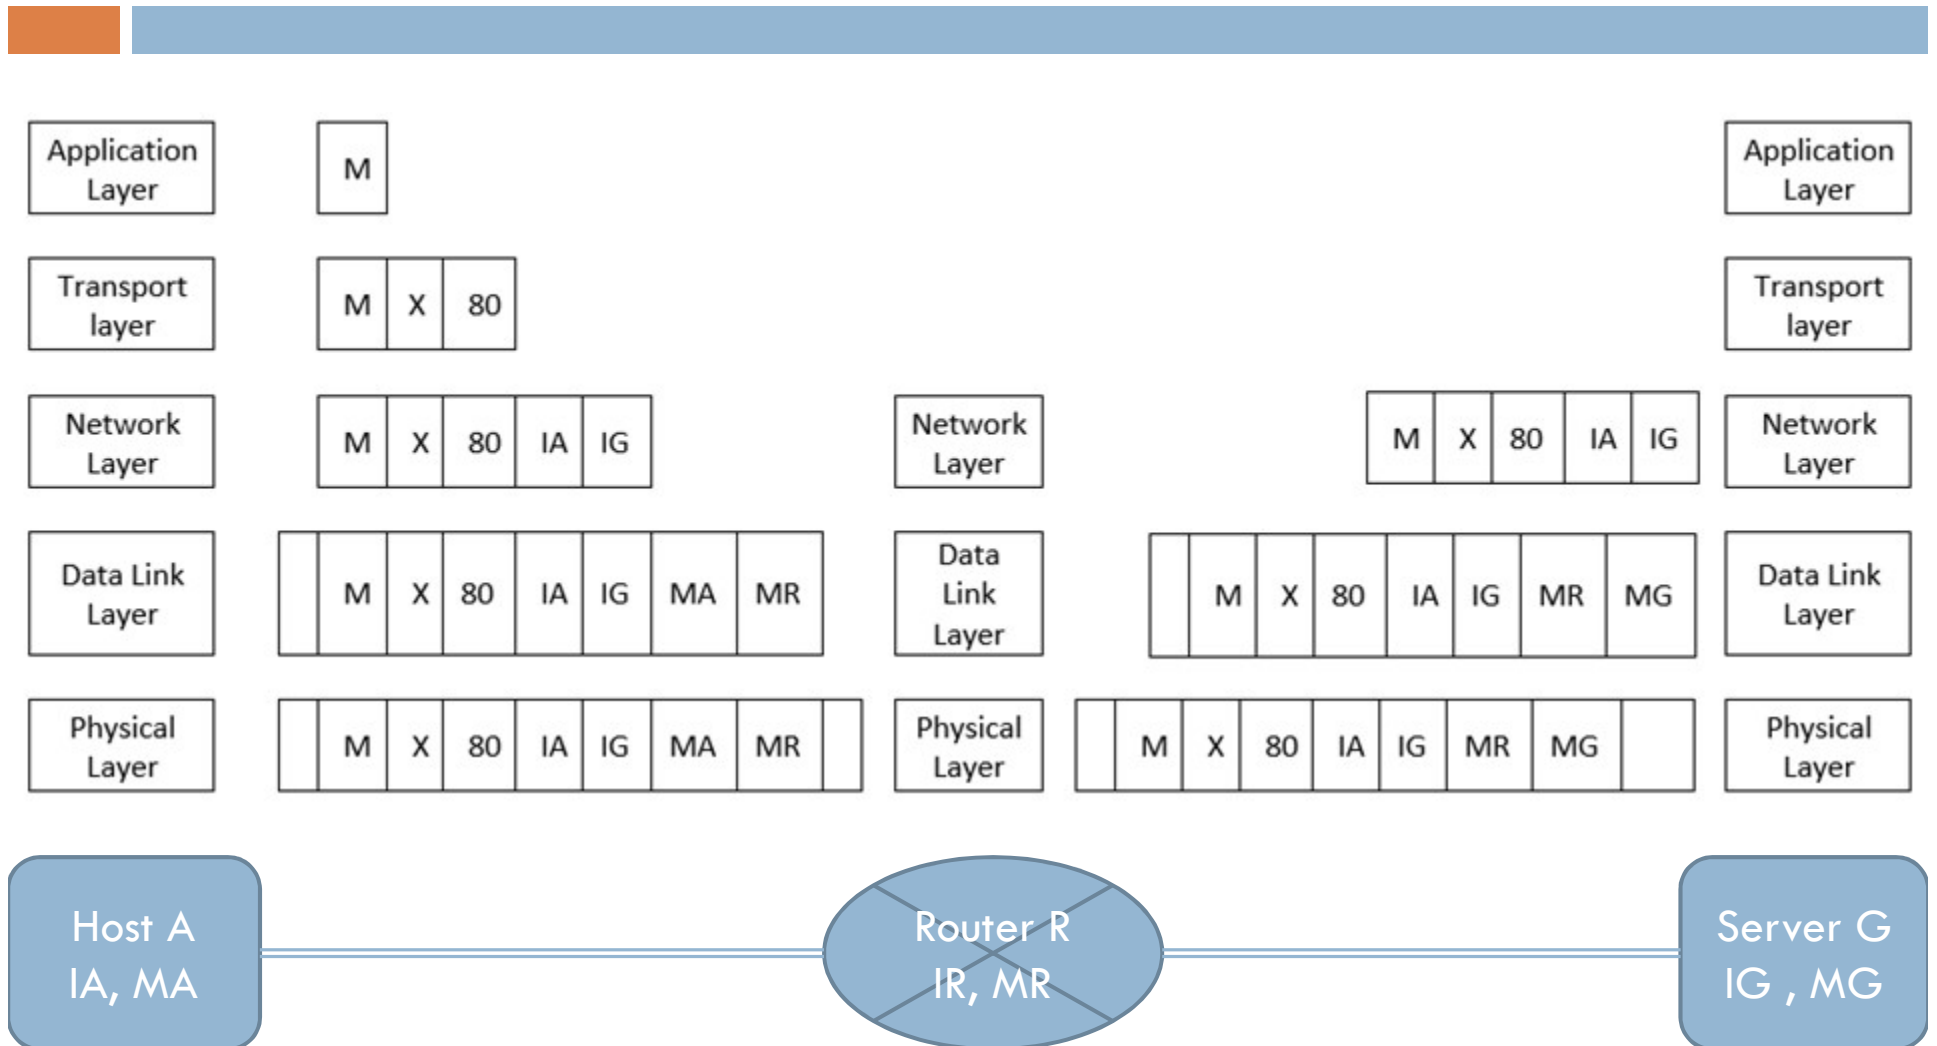 Application
Layer
M
Application
Layer
Transport
layer
M X 80
Transport
layer
Network
Layer
M X 80 IA IG
Network
Layer
M X 80 IA IG
Network
Layer
Data Link
Layer
M X 80 IA IG MA MR
Data
Link
Layer
M X 80 IA IG MR MG
Data Link
Layer
Physical
Layer
M X 80 IA IG MA MR
Physical
Layer
M X 80 IA IG MR MG
Physical
Layer
Host A
IA, MA
Router R
IR, MR
Server G
IG , MG